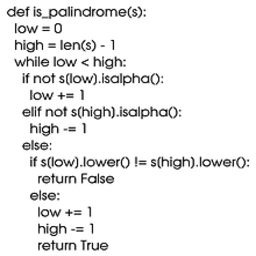 def is_palindrome(s):
low = 0
high = len(s) - 1
while low < high:
if not s(low).isalpha():
low += 1
elif not s(high).isalpha():
high -= 1
else:
if s(low).lower() != s(high).lower():
return False
else:
low += 1
high -= 1
return True